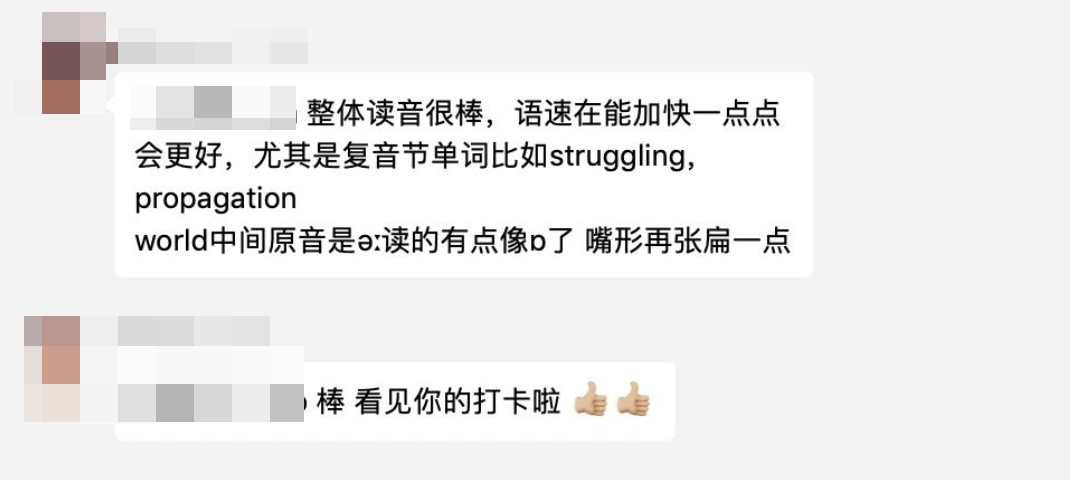 整体读音很棒，语速在能加快一点点
会更好，尤其是复音节单词比如struggling，
propagation
world中间原音是əː读的有点像ɒ了 嘴形再张扁一点
棒 看见你的打卡啦 👍🏼👍🏼